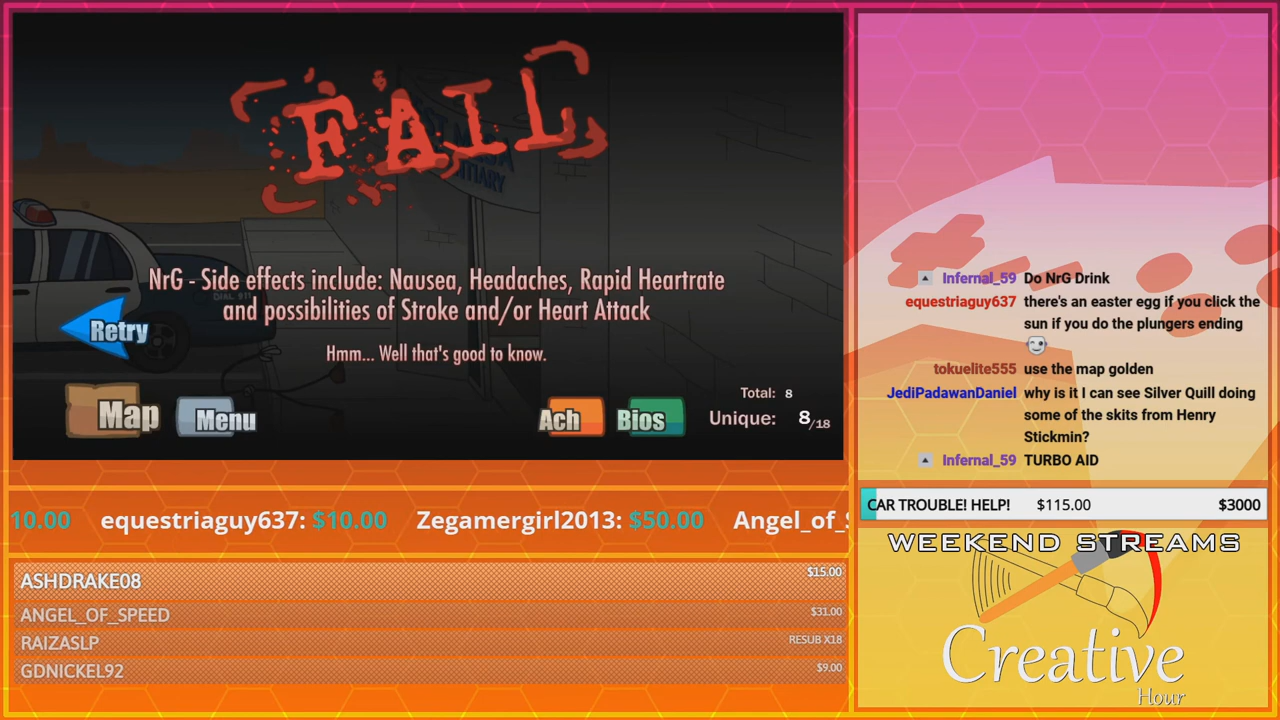 FAIL
NrG - Side effects include: Nausea, Headaches, Rapid Heartrate
and possibilities of Stroke and/or Heart Attack
Hmm... Well that's good to know.
Retry
Map
Menu
Ach
Bios
Total: 8
Unique: 8/18
Infernal_59 Do NrG Drink
equestriaguy637 there's an easter egg if you click the
sun if you do the plungers ending
tokuelite555 use the map golden
JediPadawanDaniel why is it I can see Silver Quill doing
some of the skits from Henry
Stickmin?
Infernal_59 TURBO AID
CAR TROUBLE! HELP! $115.00 $3000
10.00 equestriaguy637: $10.00 Zegamergirl2013: $50.00 Angel_of_S
ASHDRAKE08 $15.00
ANGEL_OF_SPEED $31.00
RAIZASLP RESUB X18
GDNICKEL92 $9.00
WEEKEND STREAMS
Creative
Hour